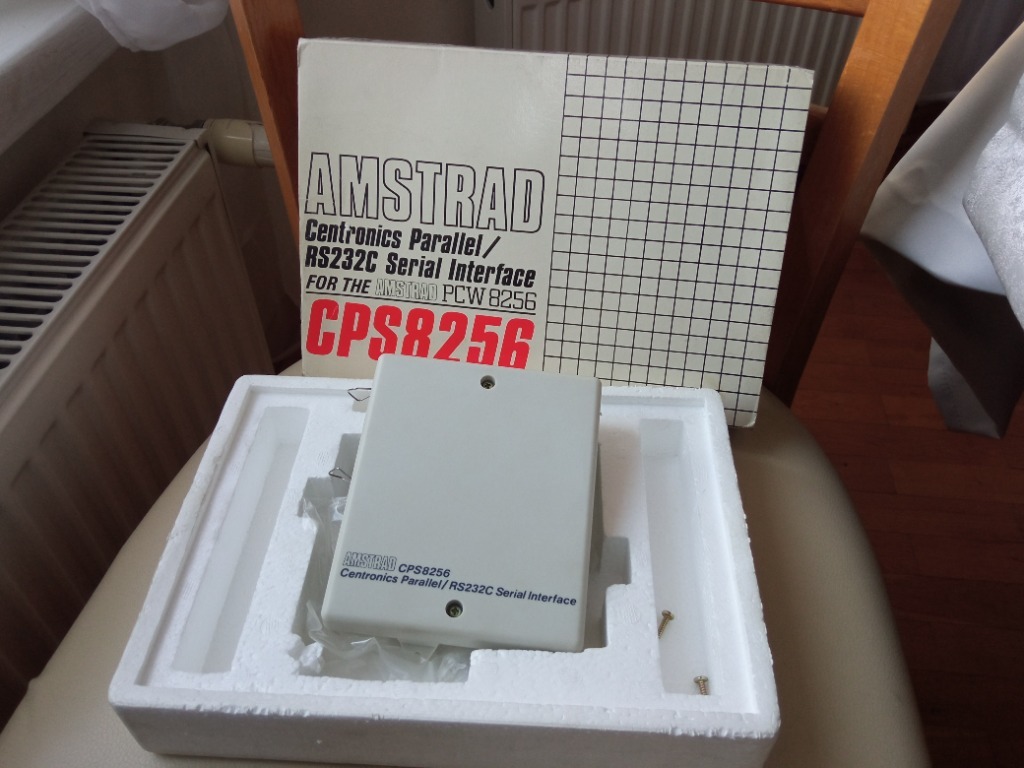 AMSTRAD
Centronics Parallel/
RS232C Serial Interface
FOR THE AMSTRAD PCW 8256
CPS8256
AMSTRAD CPS8256
Centronics Parallel/RS232C Serial Interface